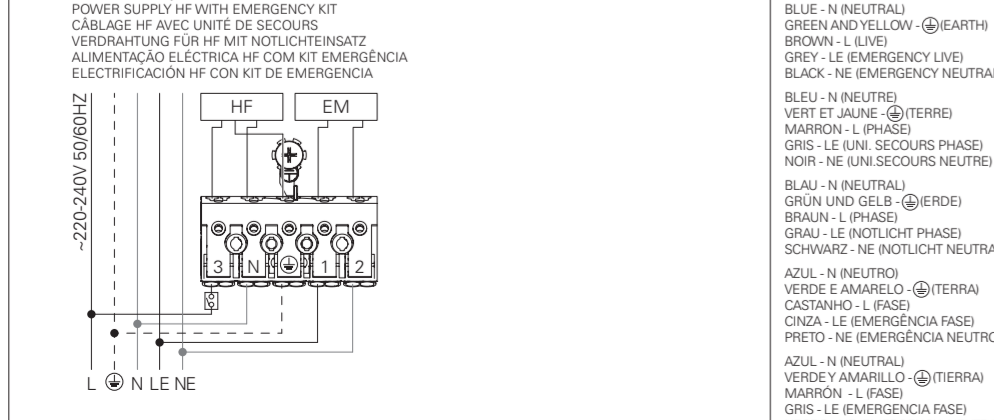 POWER SUPPLY HF WITH EMERGENCY KIT
CÂBLAGE HF AVEC UNITÉ DE SECOURS
VERDRAHTUNG FÜR HF MIT NOTLICHTEINSATZ
ALIMENTAÇÃO ELÉCTRICA HF COM KIT EMERGÊNCIA
ELECTRIFICACIÓN HF CON KIT DE EMERGENCIA
~220-240V 50/60HZ
HF EM
3 N 1 2
L N LE NE
BLUE - N (NEUTRAL)
GREEN AND YELLOW - (EARTH)
BROWN - L (LIVE)
GREY - LE (EMERGENCY LIVE)
BLACK - NE (EMERGENCY NEUTRAL
BLEU - N (NEUTRE)
VERT ET JAUNE - (TERRE)
MARRON - L (PHASE)
GRIS - LE (UNI. SECOURS PHASE)
NOIR - NE (UNI.SECOURS NEUTRE)
BLAU - N (NEUTRAL)
GRÜN UND GELB - (ERDE)
BRAUN - L (PHASE)
GRAU - LE (NOTLICHT PHASE)
SCHWARZ - NE (NOTLICHT NEUTRA
AZUL - N (NEUTRO)
VERDE E AMARELO - (TERRA)
CASTANHO - L (FASE)
CINZA - LE (EMERGÊNCIA FASE)
PRETO - NE (EMERGÊNCIA NEUTRO
AZUL - N (NEUTRAL)
VERDE Y AMARILLO - (TIERRA)
MARRÓN - L (FASE)
GRIS - LE (EMERGENCIA FASE)